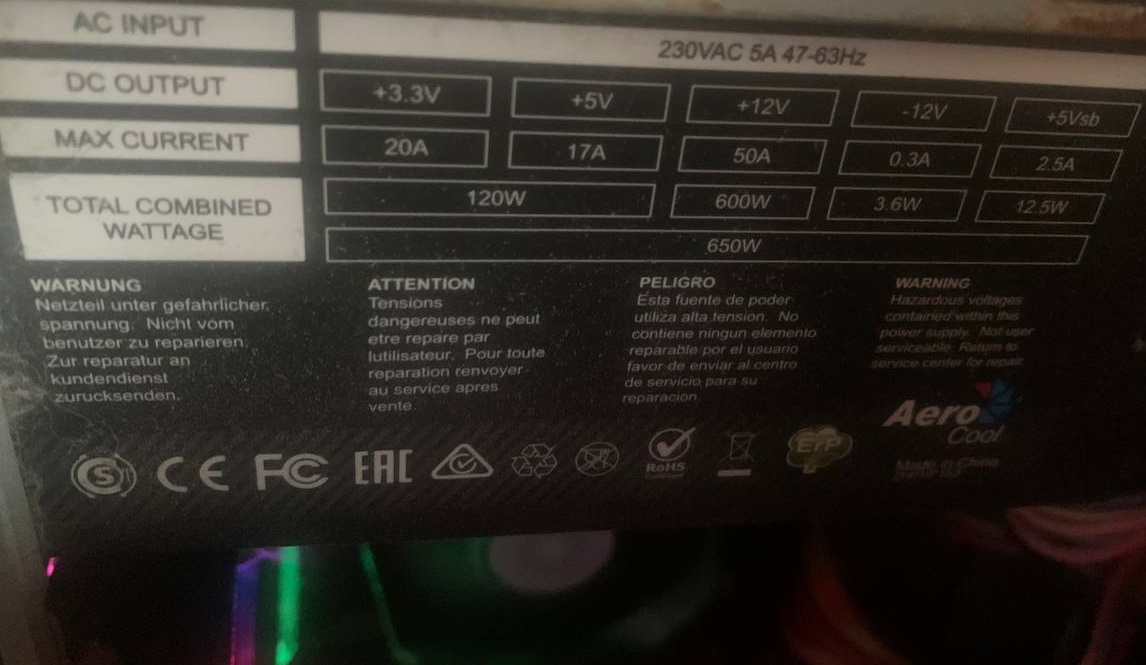 AC INPUT 230VAC 5A 47-63Hz
DC OUTPUT +3.3V +5V +12V -12V +5Vsb
MAX CURRENT 20A 17A 50A 0.3A 2.5A
TOTAL COMBINED WATTAGE 120W 600W 3.6W 12.5W
650W
WARNUNG
Netzteil unter gefahrlicher.
spannung. Nicht vom
benutzer zu reparieren.
Zur reparatur an
kundendienst
zurucksenden.
ATTENTION
Tensions
dangereuses ne peut
etre repare par
lutilisateur. Pour toute
reparation renvoyer
au service apres
vente.
PELIGRO
Esta fuente de poder
utiliza alta tension. No
contiene ningun elemento
reparable por el usuario
favor de enviar al centro
de servicio para su
reparacion.
WARNING
Hazardous voltages
contained within this
power supply. Not user
serviceable. Return to
service center for repair.
Aero
Cool
S CE FC EAC RoHS ErP
Made in China